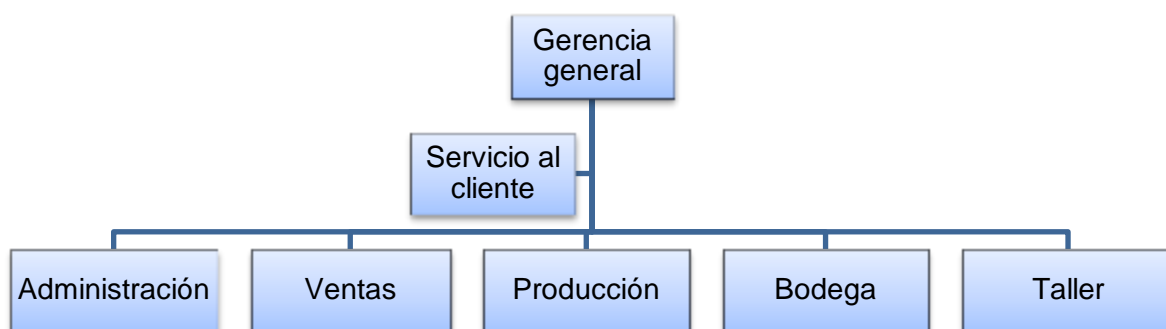 Gerencia
general
Servicio al
cliente
Administración
Ventas
Producción
Bodega
Taller